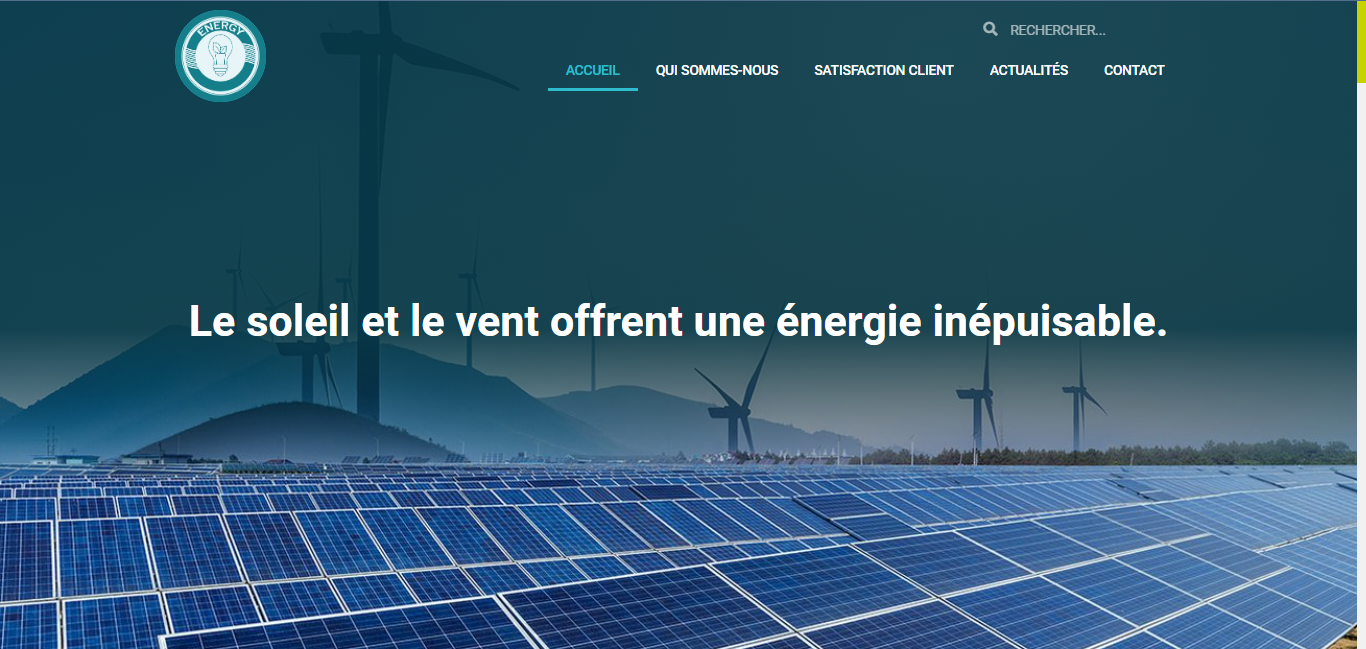 ENERGY
RECHERCHER...
ACCUEIL
QUI SOMMES-NOUS
SATISFACTION CLIENT
ACTUALITÉS
CONTACT
Le soleil et le vent offrent une énergie inépuisable.